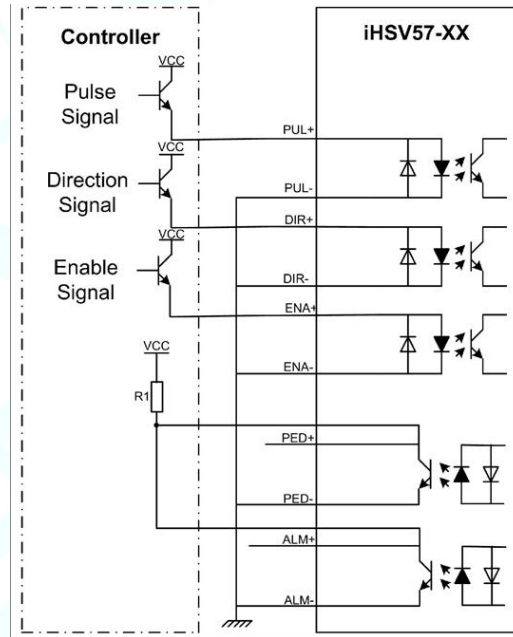 Controller
iHSV57-XX
VCC
Pulse
Signal
PUL+
VCC
PUL-
Direction
Signal
DIR+
VCC
DIR-
Enable
Signal
ENA+
VCC
ENA-
R1
PED+
PED-
ALM+
ALM-